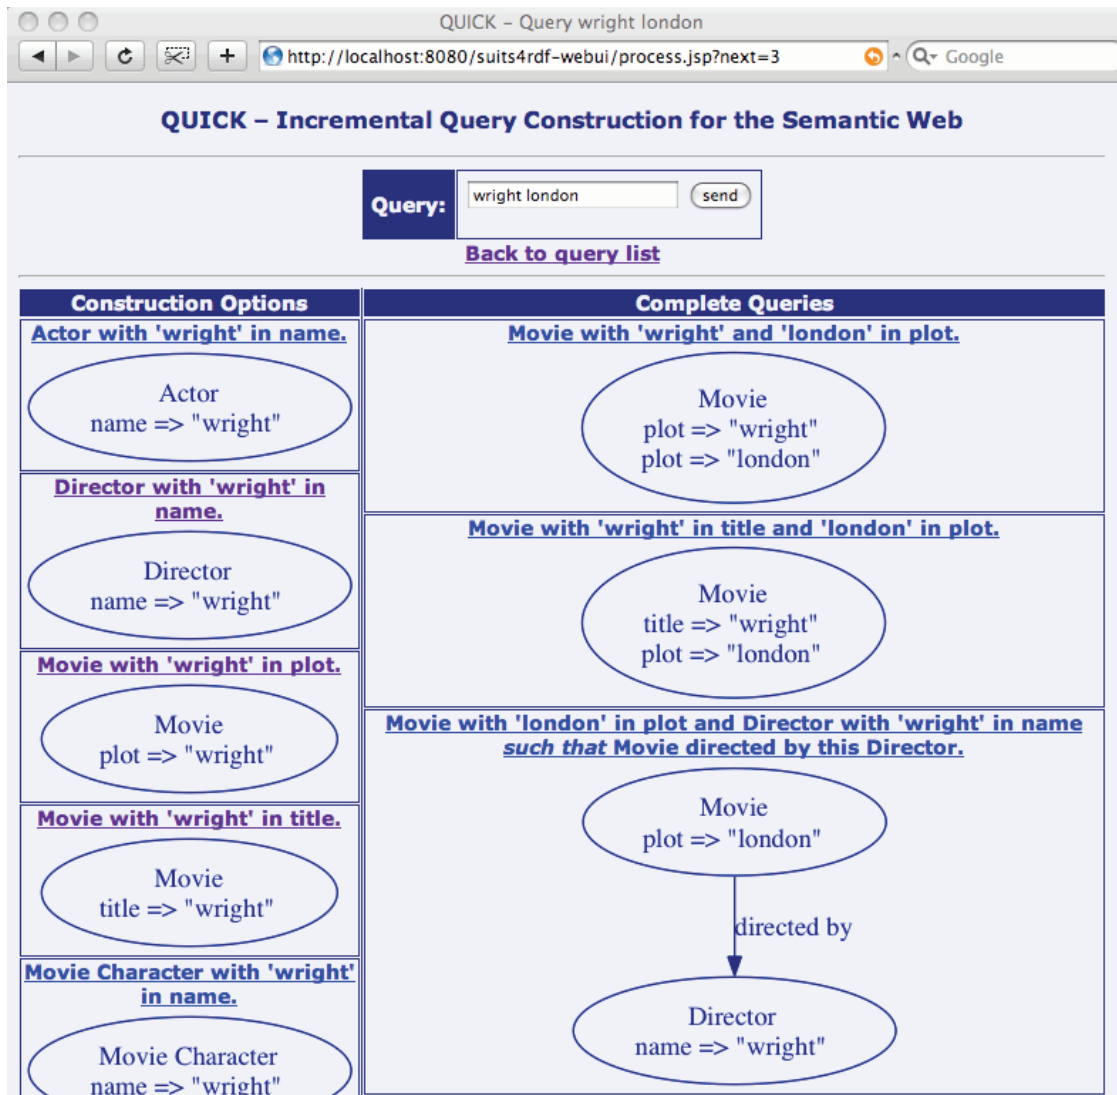 QUICK – Query wright london
http://localhost:8080/suits4rdf-webui/process.jsp?next=3
Google
QUICK – Incremental Query Construction for the Semantic Web
Query:
wright london
send
Back to query list
Construction Options
Actor with 'wright' in name.
Actor
name => "wright"
Director with 'wright' in
name.
Director
name => "wright"
Movie with 'wright' in plot.
Movie
plot => "wright"
Movie with 'wright' in title.
Movie
title => "wright"
Movie Character with 'wright'
in name.
Movie Character
name => "wright"
Complete Queries
Movie with 'wright' and 'london' in plot.
Movie
plot => "wright"
plot => "london"
Movie with 'wright' in title and 'london' in plot.
Movie
title => "wright"
plot => "london"
Movie with 'london' in plot and Director with 'wright' in name
such that Movie directed by this Director.
Movie
plot => "london"
directed by
Director
name => "wright"